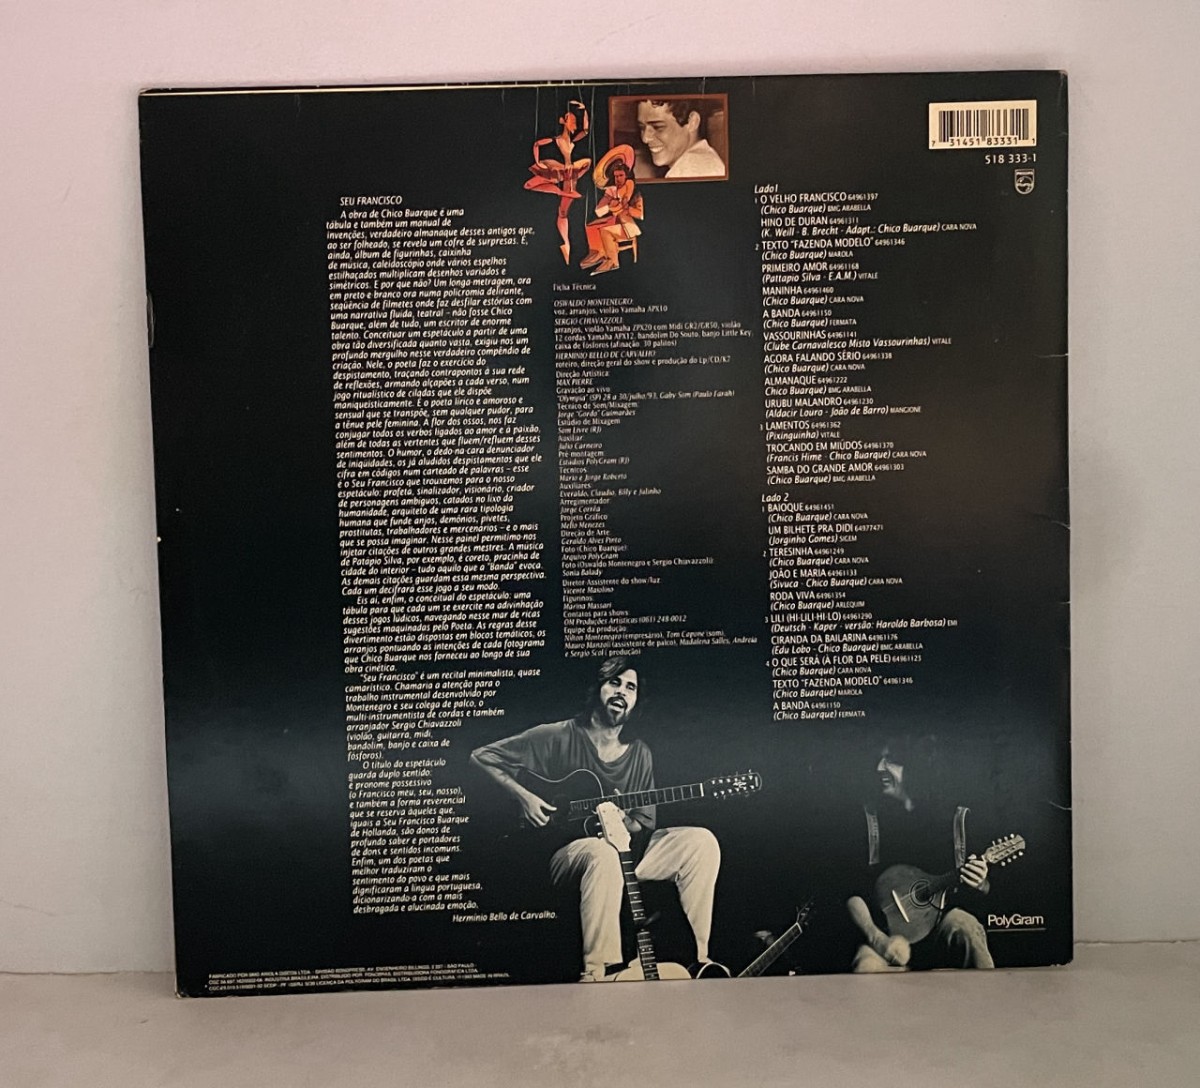 7 31451 83331 1
518 333-1
PHILIPS
SEU FRANCISCO
A obra de Chico Buarque é uma
tábula e também um manual de
invenções, verdadeiro almanaque desses antigos que,
ao ser folheado, se revela um cofre de surpresas. É,
ainda, álbum de figurinhas, caixinha
de música, caleidoscópio onde vários espelhos
estilhaçados multiplicam desenhos variados e
simétricos. E por que não? Um longa-metragem, ora
em preto e branco ora numa policromia delirante,
seqüência de filmetes onde faz desfilar estórias com
uma narrativa fluida, teatral - não fosse Chico
Buarque, além de tudo, um escritor de enorme
talento. Conceituar um espetáculo a partir de uma
obra tão diversificada quanto vasta, exigiu nos um
profundo mergulho nesse verdadeiro compêndio de
criação. Nele, o poeta faz o exercício do
despistamento, traçando contrapontos à sua rede
de reflexões, armando alçapões a cada verso, num
jogo ritualístico de ciladas que ele dispõe
maniqueisticamente. E o poeta lírico e amoroso e
sensual que se transpõe, sem qualquer pudor, para
a tênue pele feminina. A flor dos ossos, nos faz
conjugar todos os verbos ligados ao amor e à paixão,
além de todas as vertentes que fluem/refluem desses
sentimentos. O humor, o dedo-na-cara denunciador
de iniquidades, os já aludidos despistamentos que ele
cifra em códigos num carteado de palavras - esse
é o Seu Francisco que trouxemos para o nosso
espetáculo: profeta, sinalizador, visionário, criador
de personagens ambíguos, catados no lixo da
humanidade, arquiteto de uma rara tipologia
humana que funde anjos, demônios, pivetes,
prostitutas, trabalhadores e mercenários - e o mais
que se possa imaginar. Nesse painel permitimo nos
injetar citações de outros grandes mestres. A música
de Patápio Silva, por exemplo, é coreto, pracinha de
cidade do interior - tudo aquilo que a "Banda" evoca.
As demais citações guardam essa mesma perspectiva.
Cada um decifrará esse jogo a seu modo.
Eis aí, enfim, o conceitual do espetáculo: uma
tábula para que cada um se exercite na adivinhação
desses jogos lúdicos, navegando nesse mar de ricas
sugestões maquinadas pelo Poeta. As regras desse
divertimento estão dispostas em blocos temáticos, os
arranjos pontuando as intenções de cada fotograma
que Chico Buarque nos forneceu ao longo de sua
obra cinética.
"Seu Francisco" é um recital minimalista, quase
camarístico. Chamaria a atenção para o
trabalho instrumental desenvolvido por
Montenegro e seu colega de palco, o
multi-instrumentista de cordas e também
arranjador Sergio Chiavazzoli
(violão, guitarra, midi,
bandolim, banjo e caixa de
fósforos).
O título do espetáculo
guarda duplo sentido:
é pronome possessivo
(o Francisco meu, seu, nosso),
e também a forma reverencial
que se reserva àqueles que,
iguais a Seu Francisco Buarque
de Hollanda, são donos de
profundo saber e portadores
de dons e sentidos incomuns.
Enfim, um dos poetas que
melhor traduziram o
sentimento do povo e que mais
dignificaram a língua portuguesa,
dicionarizando-a com a mais
desbragada e alucinada emoção.
Hermínio Bello de Carvalho.
Ficha Técnica
OSWALDO MONTENEGRO:
voz, arranjos, violão Yamaha APX10
SERGIO CHIAVAZZOLI:
arranjos, violão Yamaha ZPX20 com Midi GR2/GR50, violão
12 cordas Yamaha APX12, bandolim Do Souto, banjo Little Key,
caixa de fósforos (afinação: 30 palitos)
HERMINIO BELLO DE CARVALHO:
roteiro, direção geral do show e produção do Lp/CD/K7
Direção Artística:
MAX PIERRE
Gravação ao vivo:
"Olympia" (SP) 28 a 30/julho/93, Gaby Som (Paulo Farah)
Técnico de Som/Mixagem:
Jorge "Gordo" Guimarães
Estúdio de Mixagem
Som Livre (RJ)
Auxiliar
Julio Carneiro
Pré-montagem
Estúdios PolyGram (RJ)
Técnicos
Mario e Jorge Roberto
Auxiliares:
Everaldo, Claudio, Billy e Julinho
Arregimentador
Jorge Corrêa
Projeto Gráfico
Mello Menezes
Direção de Arte
Geraldo Alves Pinto
Foto (Chico Buarque)
Arquivo PolyGram
Foto (Oswaldo Montenegro e Sergio Chiavazzoli)
Sonia Balady
Diretor-Assistente do show/luz:
Vicente Maiolino
Figurinos:
Marina Massari
Contatos para shows:
OM Produções Artísticas (061) 248-0012
Equipe da produção:
Nilton Montenegro (empresário), Tom Capone (som),
Mauro Manzoli (assistente de palco), Madalena Salles, Andreia
e Sergio Scol ( produção)
Lado 1
1 O VELHO FRANCISCO 64961397
(Chico Buarque) BMG ARABELLA
HINO DE DURAN 64961311
(K. Weill - B. Brecht - Adapt.: Chico Buarque) CARA NOVA
2 TEXTO "FAZENDA MODELO" 64961346
(Chico Buarque) MAROLA
PRIMEIRO AMOR 64961168
(Pattapio Silva - E.A.M.) VITALE
MANINHA 64961460
(Chico Buarque) CARA NOVA
A BANDA 64961150
(Chico Buarque) FERMATA
VASSOURINHAS 64961141
(Clube Carnavalesco Misto Vassourinhas) VITALE
AGORA FALANDO SÉRIO 64961338
(Chico Buarque) CARA NOVA
ALMANAQUE 64961222
(Chico Buarque) BMG ARABELLA
URUBU MALANDRO 64961230
(Aldacir Louro - João de Barro) MANGIONE
3 LAMENTOS 64961362
(Pixinguinha) VITALE
TROCANDO EM MIÚDOS 64961370
(Francis Hime - Chico Buarque) CARA NOVA
SAMBA DO GRANDE AMOR 64961303
(Chico Buarque) BMG ARABELLA
Lado 2
1 BAIOQUE 64961451
(Chico Buarque) CARA NOVA
UM BILHETE PRA DIDI 64977471
(Jorginho Gomes) SIGEM
2 TERESINHA 64961249
(Chico Buarque) CARA NOVA
JOÃO E MARIA 64961133
(Sivuca - Chico Buarque) CARA NOVA
RODA VIVA 64961354
(Chico Buarque) ARLEQUIM
3 LILI (HI-LILI-HI-LO) 64961290
(Deutsch - Kaper - versão: Haroldo Barbosa) EMI
CIRANDA DA BAILARINA 64961176
(Edu Lobo - Chico Buarque) BMG ARABELLA
4 O QUE SERÁ (À FLOR DA PELE) 64961125
(Chico Buarque) CARA NOVA
TEXTO "FAZENDA MODELO" 64961346
(Chico Buarque) MAROLA
A BANDA 64961150
(Chico Buarque) FERMATA
PolyGram